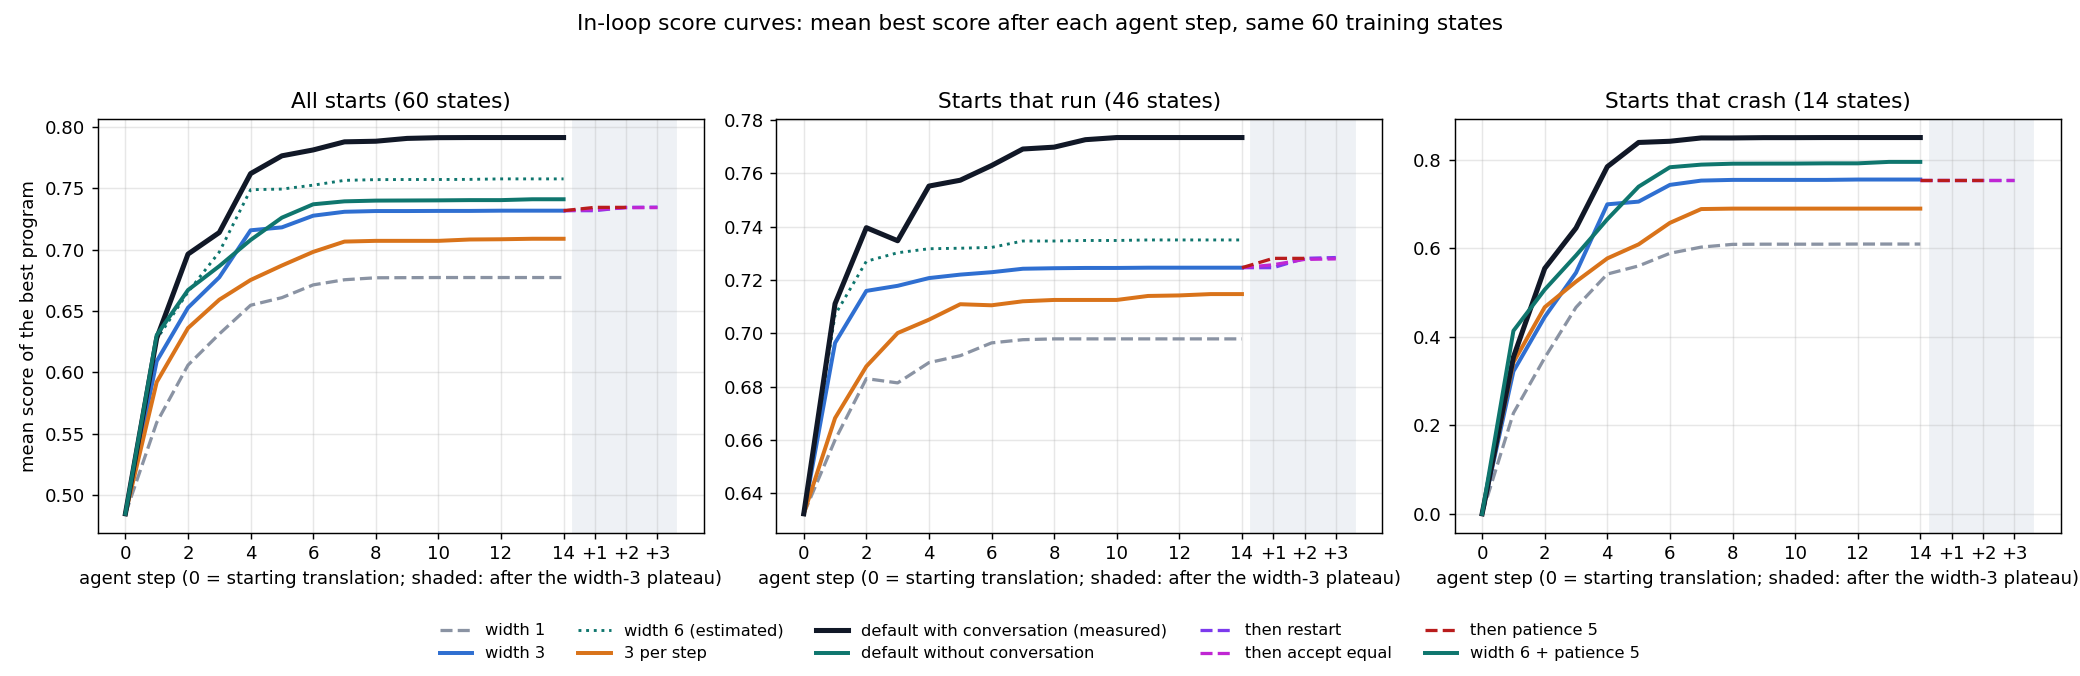 In-loop score curves: mean best score after each agent step, same 60 training states
All starts (60 states)
mean score of the best program
0.80
0.75
0.70
0.65
0.60
0.55
0.50
0 2 4 6 8 10 12 14 +1 +2 +3
agent step (0 = starting translation; shaded: after the width-3 plateau)
Starts that run (46 states)
0.78
0.76
0.74
0.72
0.70
0.68
0.66
0.64
0 2 4 6 8 10 12 14 +1 +2 +3
agent step (0 = starting translation; shaded: after the width-3 plateau)
Starts that crash (14 states)
0.8
0.6
0.4
0.2
0.0
0 2 4 6 8 10 12 14 +1 +2 +3
agent step (0 = starting translation; shaded: after the width-3 plateau)
width 1 width 6 (estimated) default with conversation (measured) then restart then patience 5
width 3 3 per step default without conversation then accept equal width 6 + patience 5